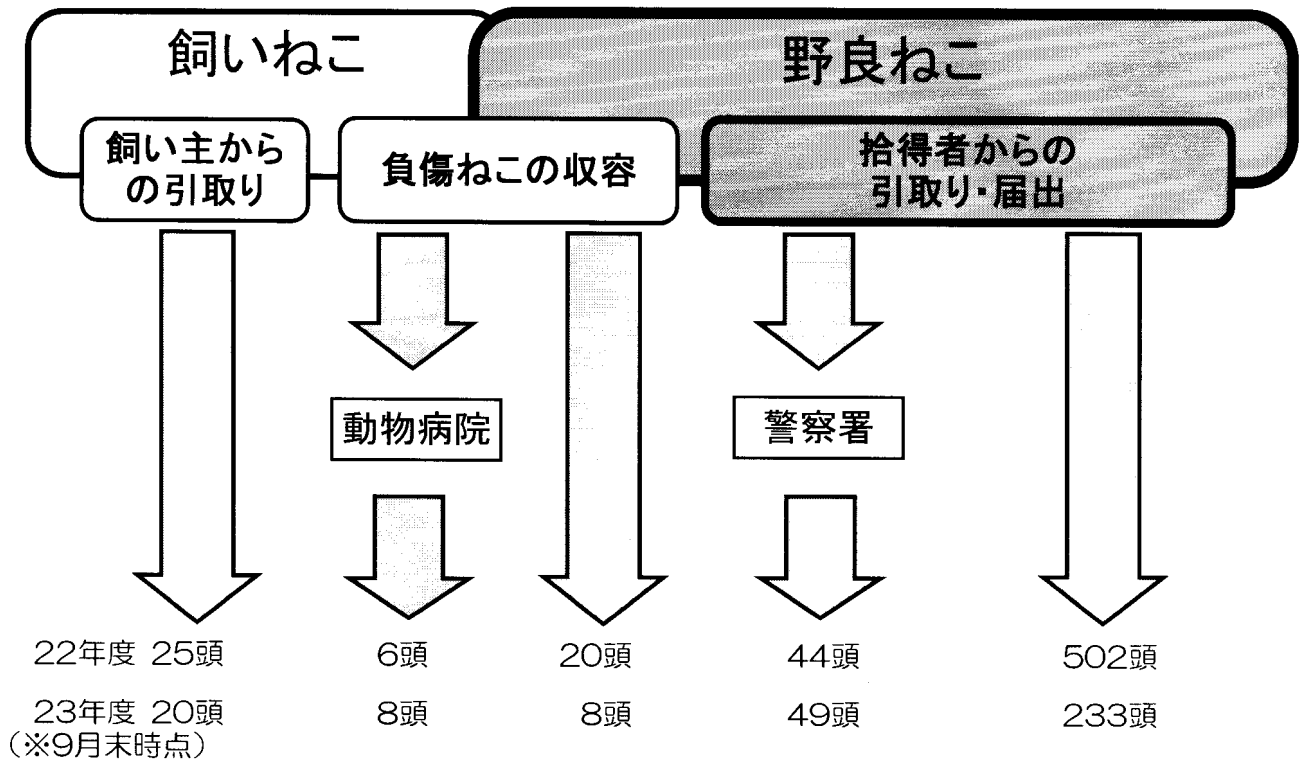 飼いねこ
野良ねこ
飼い主から
の引取り
負傷ねこの収容
拾得者からの
引取り・届出
動物病院
警察署
22年度 25頭 6頭 20頭 44頭 502頭
23年度 20頭 8頭 8頭 49頭 233頭
(※9月末時点)